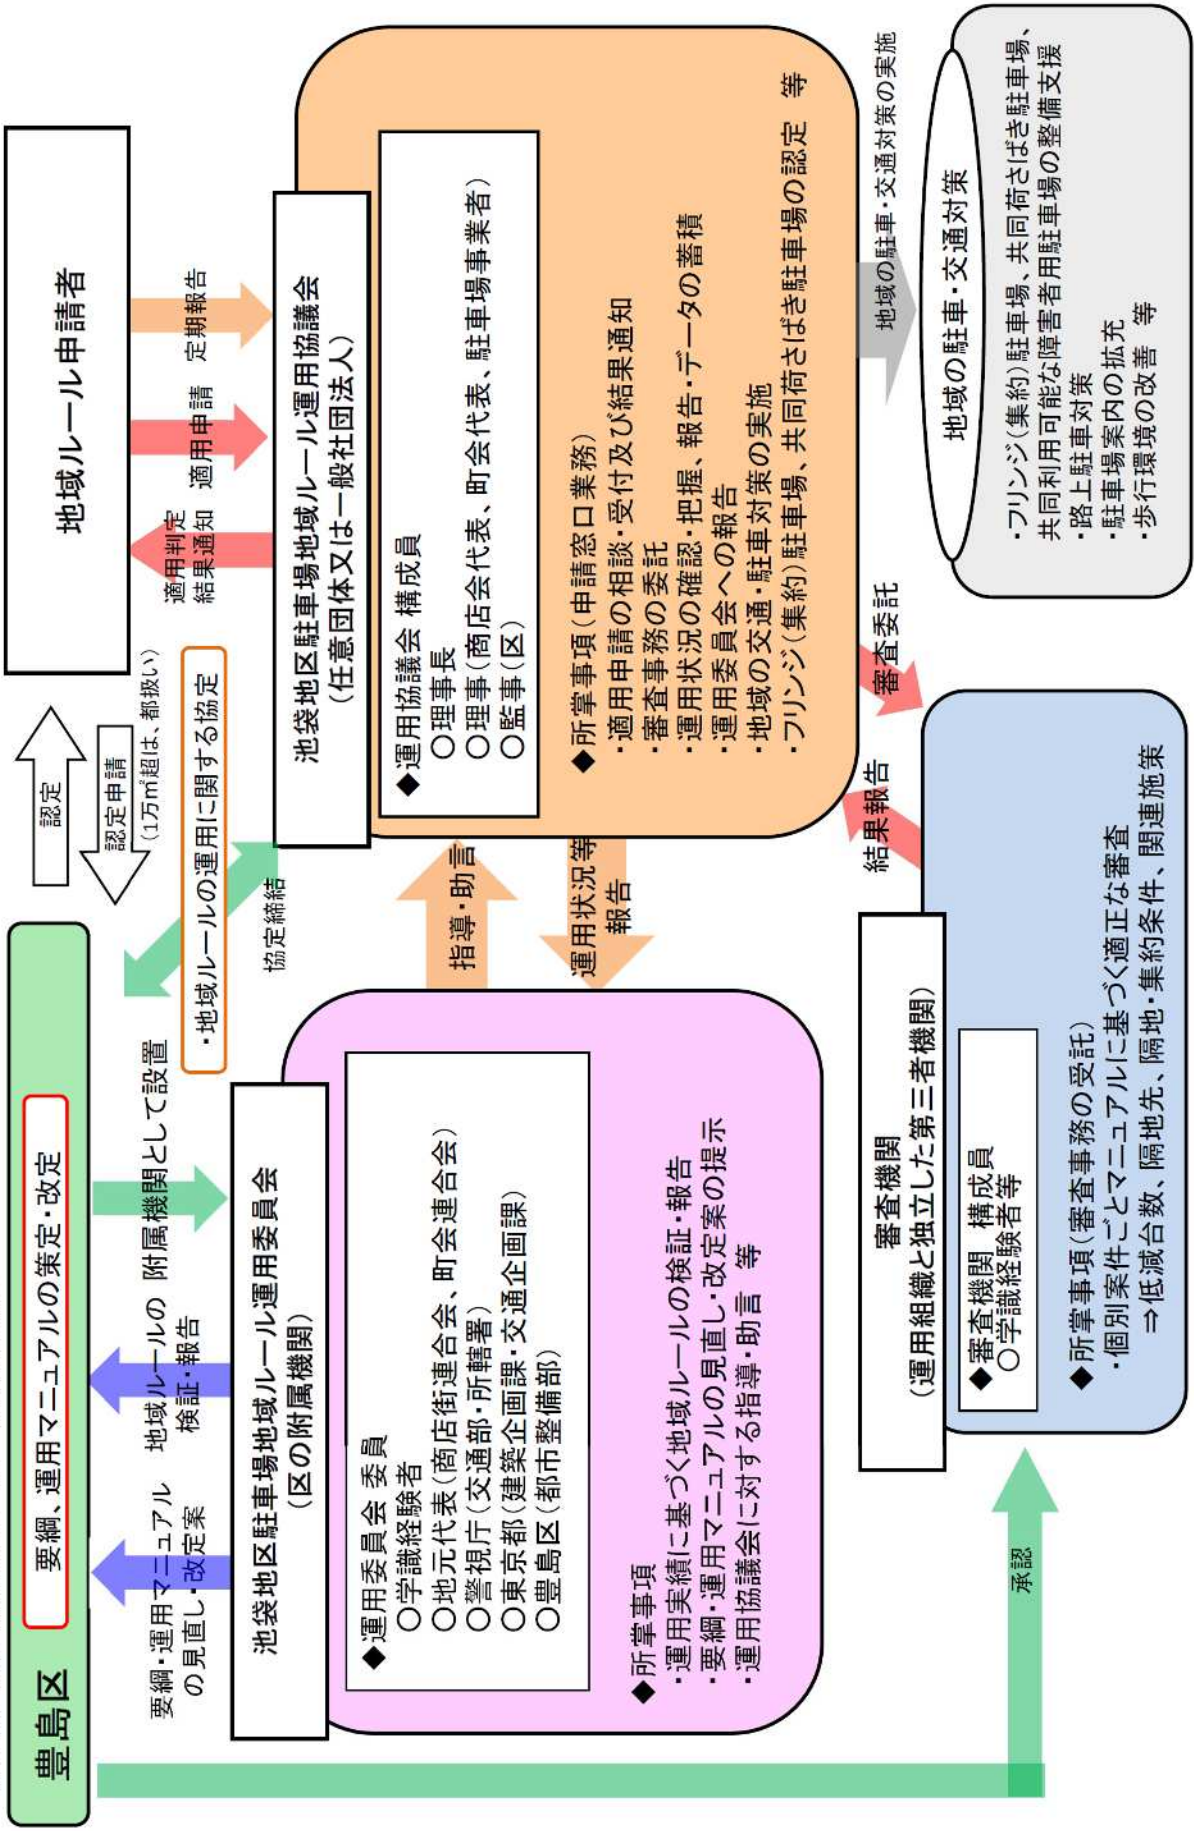 豊島区
要綱、運用マニュアルの策定・改定
認定
認定申請
(1万㎡超は、都扱い)
地域ルール申請者
要綱・運用マニュアル
の見直し・改定案
地域ルールの
検証・報告
附属機関として設置
・地域ルールの運用に関する協定
協定締結
適用判定
結果通知
適用申請
定期報告
池袋地区駐車場地域ルール運用委員会
(区の附属機関)
◆運用委員会 委員
○学識経験者
○地元代表(商店街連合会、町会連合会)
○警視庁(交通部・所轄署)
○東京都(建築企画課・交通企画課)
○豊島区(都市整備部)
◆所掌事項
・運用実績に基づく地域ルールの検証・報告
・要綱・運用マニュアルの見直し・改定案の提示
・運用協議会に対する指導・助言 等
指導・助言
運用状況等
報告
池袋地区駐車場地域ルール運用協議会
(任意団体又は一般社団法人)
◆運用協議会 構成員
○理事長
○理事(商店会代表、町会代表、駐車場事業者)
○監事(区)
◆所掌事項(申請窓口業務)
・適用申請の相談・受付及び結果通知
・審査事務の委託
・運用状況の確認・把握、報告・データの蓄積
・運用委員会への報告
・地域の交通・駐車対策の実施
・フリンジ(集約)駐車場、共同荷さばき駐車場の認定 等
承認
審査機関
(運用組織と独立した第三者機関)
◆審査機関 構成員
○学識経験者等
◆所掌事項(審査事務の受託)
・個別案件ごとマニュアルに基づく適正な審査
⇒低減台数、隔地先、隔地・集約条件、関連施策
結果報告
審査委託
地域の駐車・交通対策の実施
地域の駐車・交通対策
・フリンジ(集約)駐車場、共同荷さばき駐車場、
共同利用可能な障害者用駐車場の整備支援
・路上駐車対策
・駐車場案内の拡充
・歩行環境の改善 等